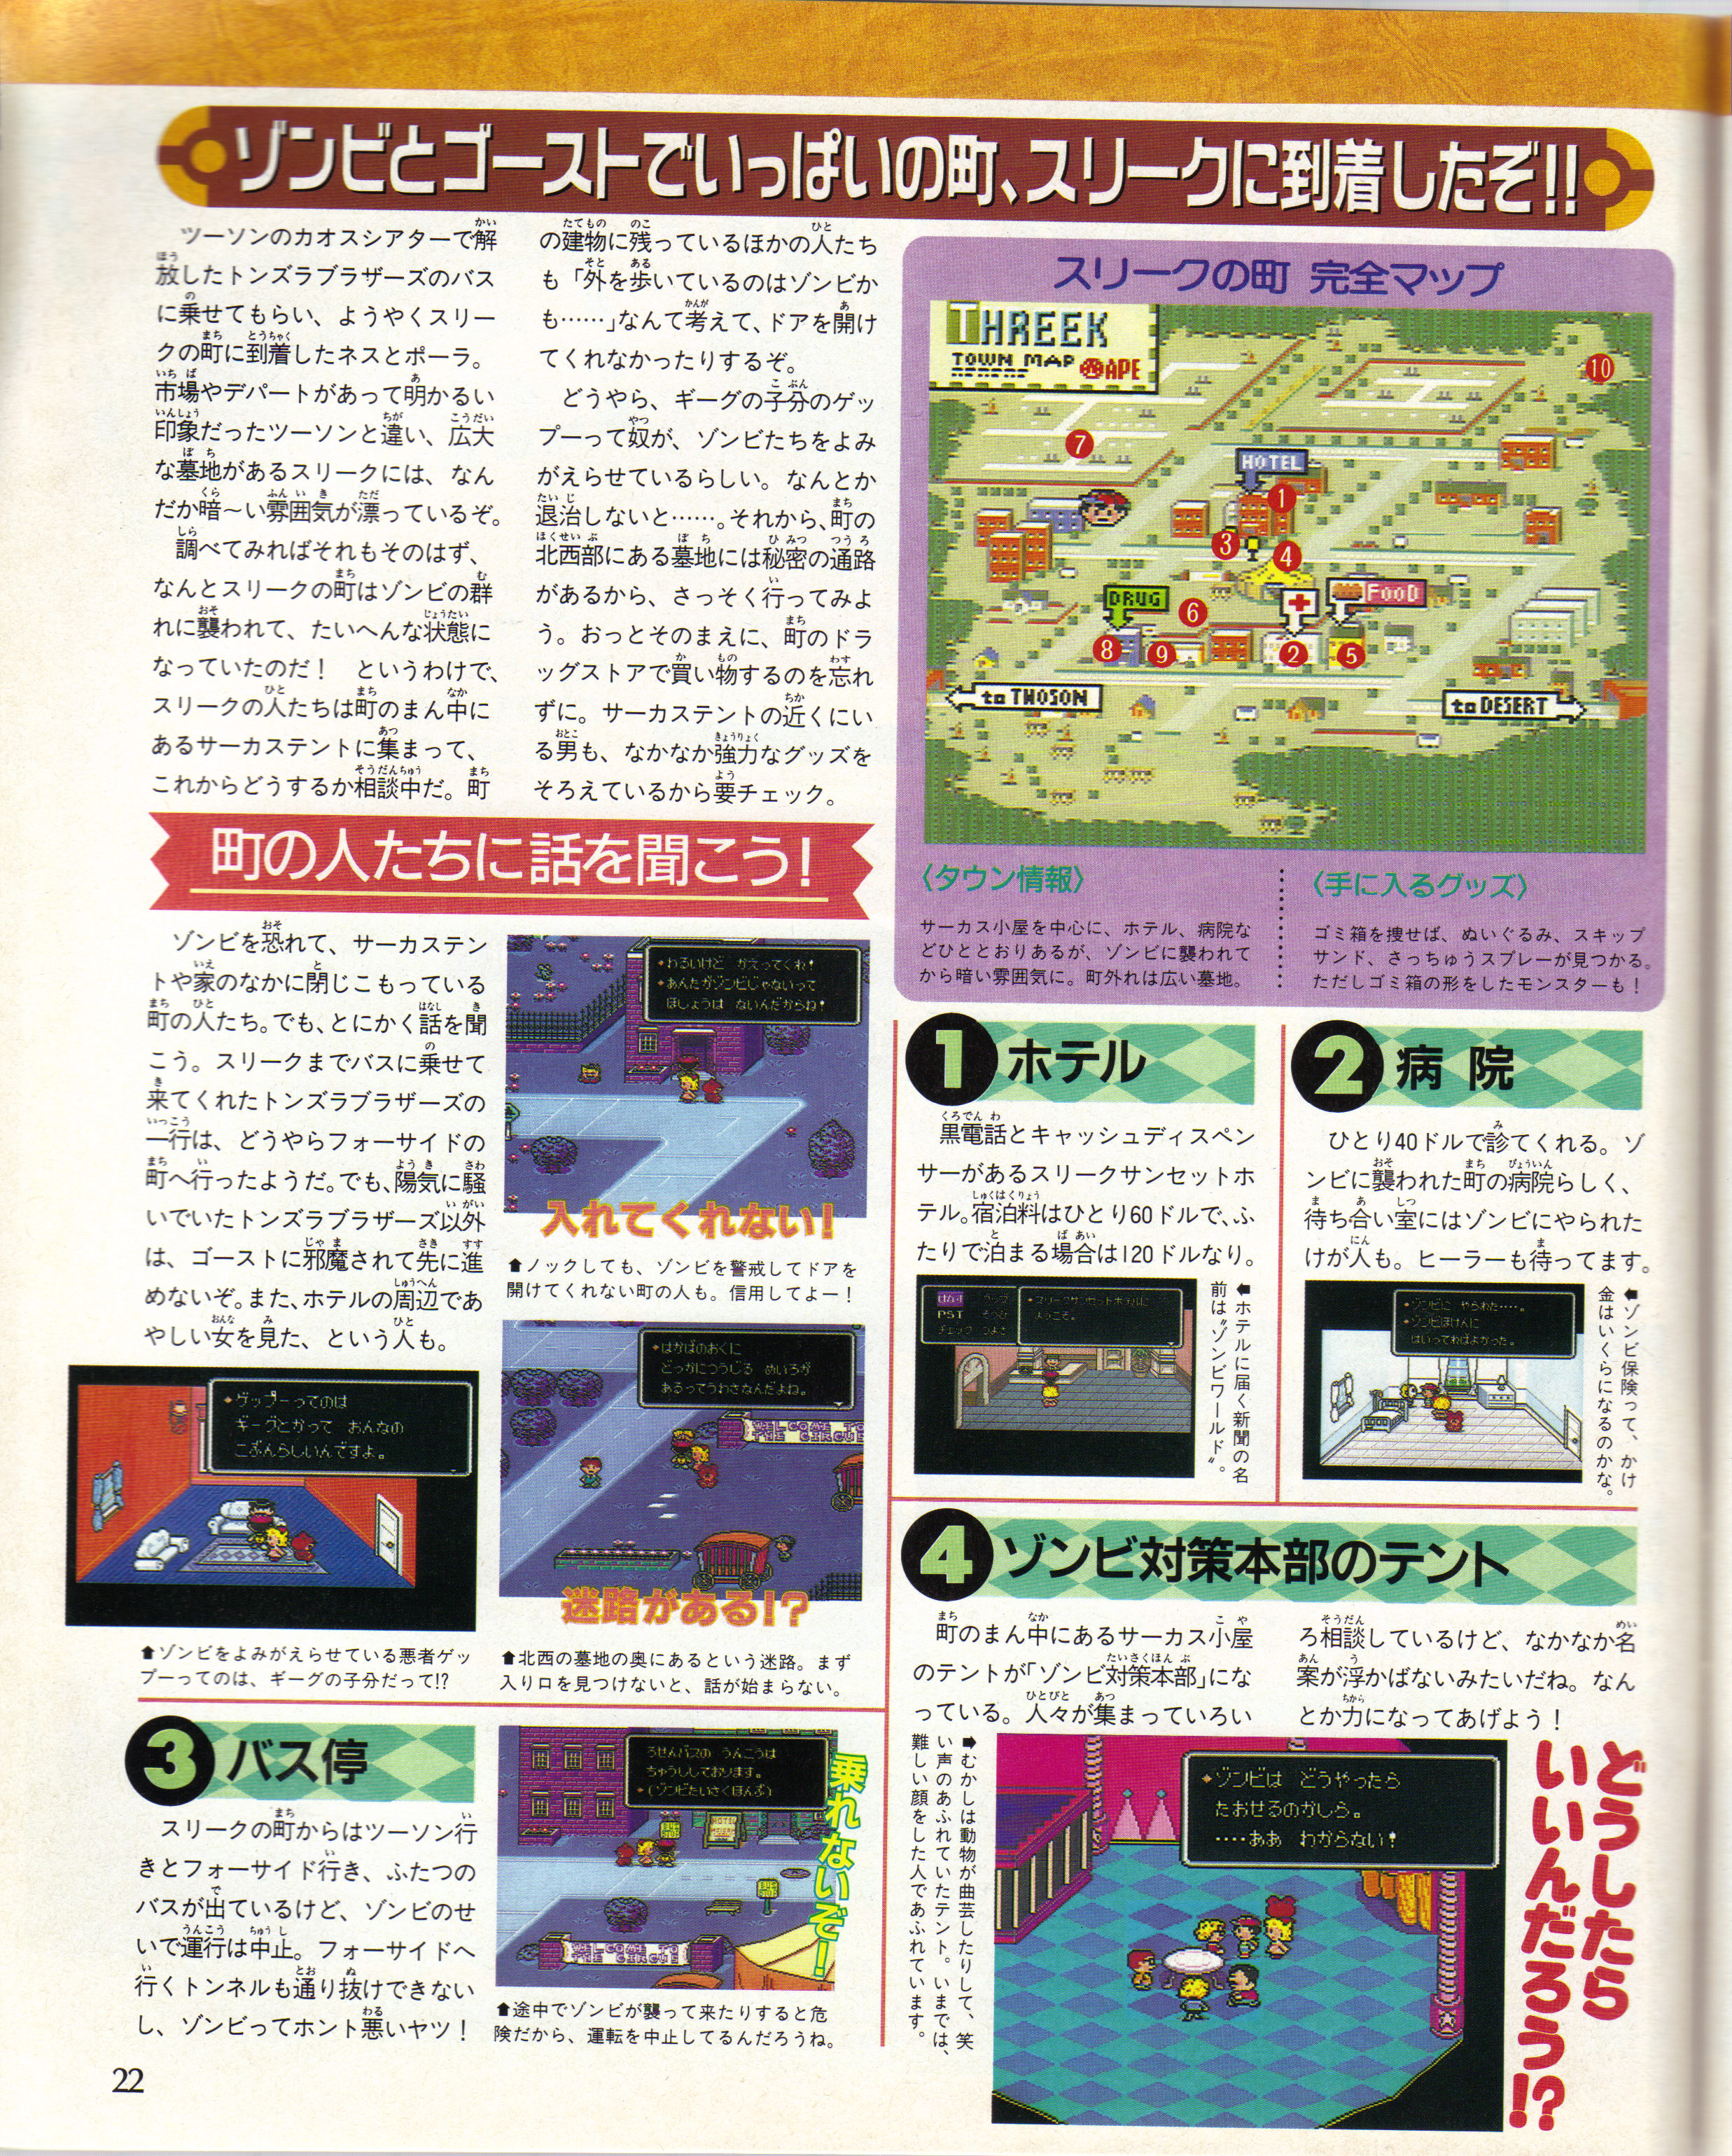 ゾンビとゴーストでいっぱいの町、スリークに到着したぞ!!
ツーソンのカオスシアターで解
放したトンズラブラザーズのバス
に乗せてもらい、ようやくスリー
クの町に到着したネスとポーラ。
市場やデパートがあって明かるい
印象だったツーソンと違い、広大
な墓地があるスリークには、なん
だか暗〜い雰囲気が漂っているぞ。
調べてみればそれもそのはず、
なんとスリークの町はゾンビの群
れに襲われて、たいへんな状態に
なっていたのだ！　というわけで、
スリークの人たちは町のまん中に
あるサーカステントに集まって、
これからどうするか相談中だ。町
の建物に残っているほかの人たち
も「外を歩いているのはゾンビか
も……」なんて考えて、ドアを開け
てくれなかったりするぞ。
どうやら、ギーグの子分のゲッ
プーって奴が、ゾンビたちをよみ
がえらせているらしい。なんとか
退治しないと……。それから、町の
北西部にある墓地には秘密の通路
があるから、さっそく行ってみよ
う。おっとそのまえに、町のドラ
ッグストアで買い物するのを忘れ
ずに。サーカステントの近くにい
る男も、なかなか強力なグッズを
そろえているから要チェック。
スリークの町 完全マップ
THREEK
TOWN MAP
APE
10
7
HOTEL
1
3
4
DRUG
6
FOOD
8
9
2
5
to THOSON
to DESERT
〈タウン情報〉
サーカス小屋を中心に、ホテル、病院な
どひととおりあるが、ゾンビに襲われて
から暗い雰囲気に。町外れは広い墓地。
〈手に入るグッズ〉
ゴミ箱を捜せば、ぬいぐるみ、スキップ
サンド、さっちゅうスプレーが見つかる。
ただしゴミ箱の形をしたモンスターも！
町の人たちに話を聞こう！
ゾンビを恐れて、サーカステン
トや家のなかに閉じこもっている
町の人たち。でも、とにかく話を聞
こう。スリークまでバスに乗せて
来てくれたトンズラブラザーズの
一行は、どうやらフォーサイドの
町へ行ったようだ。でも、陽気に騒
いでいたトンズラブラザーズ以外
は、ゴーストに邪魔されて先に進
めないぞ。また、ホテルの周辺であ
やしい女を見た、という人も。
わるいけど　かえってくれ！
あんたがゾンビじゃないって
ほしょうは　ないんだからね！
入れてくれない！
⬆ノックしても、ゾンビを警戒してドアを
開けてくれない町の人も。信用してよー！
はかばのおくに
どっかにつうじる　めいろが
あるってうわさなんだよね。
WELCOME TO
THE CIRCUS
迷路がある!?
⬆北西の墓地の奥にあるという迷路。まず
入り口を見つけないと、話が始まらない。
ゲップーってのは
ギーグとかって　おんなの
こぶんらしいんですよ。
⬆ゾンビをよみがえらせている悪者ゲッ
プーってのは、ギーグの子分だって!?
1 ホテル
黒電話とキャッシュディスペン
サーがあるスリークサンセットホ
テル。宿泊料はひとり60ドルで、ふ
たりで泊まる場合は120ドルなり。
はなす
グッズ
PSI
そうび
チェック
つよさ
スリークサンセットホテルに
ようこそ。
⬅ホテルに届く新聞の名
前は〝ゾンビワールド〟。
2 病院
ひとり40ドルで診てくれる。ゾ
ンビに襲われた町の病院らしく、
待ち合い室にはゾンビにやられた
けが人も。ヒーラーも待ってます。
ゾンビに　やられた‥‥。
ゾンビほけんに
はいってればよかった。
⬅ゾンビ保険って、かけ
金はいくらになるのかな。
3 バス停
スリークの町からはツーソン行
きとフォーサイド行き、ふたつの
バスが出ているけど、ゾンビのせ
いで運行は中止。フォーサイドへ
行くトンネルも通り抜けできない
し、ゾンビってホント悪いヤツ！
ろせんバスの　うんこうは
ちゅうししております。
(ゾンビたいさくほんぶ)
HOTEL
BUS STOP
WELCOME TO
THE CIRCUS
乗れないぞ！
⬆途中でゾンビが襲って来たりすると危
険だから、運転を中止してるんだろうね。
4 ゾンビ対策本部のテント
町のまん中にあるサーカス小屋
のテントが「ゾンビ対策本部」にな
っている。人々が集まっていろい
ろ相談しているけど、なかなか名
案が浮かばないみたいだね。なん
とか力になってあげよう！
➡むかしは動物が曲芸したりして、笑
い声のあふれていたテント。いまでは、
難しい顔をした人であふれています。
ゾンビは　どうやったら
たおせるのかしら。
‥‥ああ　わからない！
どうしたら
いいんだろう!?
22